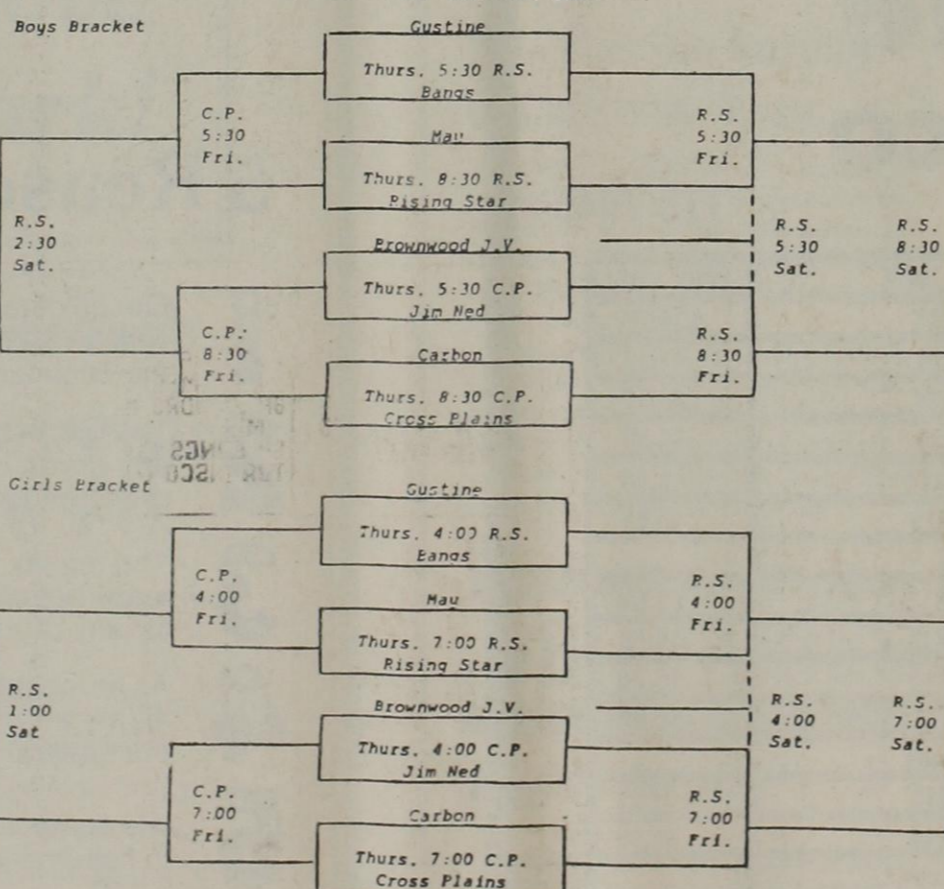 Boys Bracket
Gustine
Thurs. 5:30 R.S.
Bangs
C.P.
5:30
Fri.
R.S.
5:30
Fri.
May
Thurs. 8:30 R.S.
Rising Star
R.S.
2:30
Sat.
R.S.
5:30
Sat.
R.S.
8:30
Sat.
Brownwood J.V.
Thurs. 5:30 C.P.
Jim Ned
C.P.
8:30
Fri.
R.S.
8:30
Fri.
Carbon
Thurs. 8:30 C.P.
Cross Plains
Girls Bracket
Gustine
Thurs. 4:00 R.S.
Bangs
C.P.
4:00
Fri.
R.S.
4:00
Fri.
May
Thurs. 7:00 R.S.
Rising Star
R.S.
1:00
Sat
R.S.
4:00
Sat.
R.S.
7:00
Sat.
Brownwood J.V.
Thurs. 4:00 C.P.
Jim Ned
C.P.
7:00
Fri.
R.S.
7:00
Fri.
Carbon
Thurs. 7:00 C.P.
Cross Plains